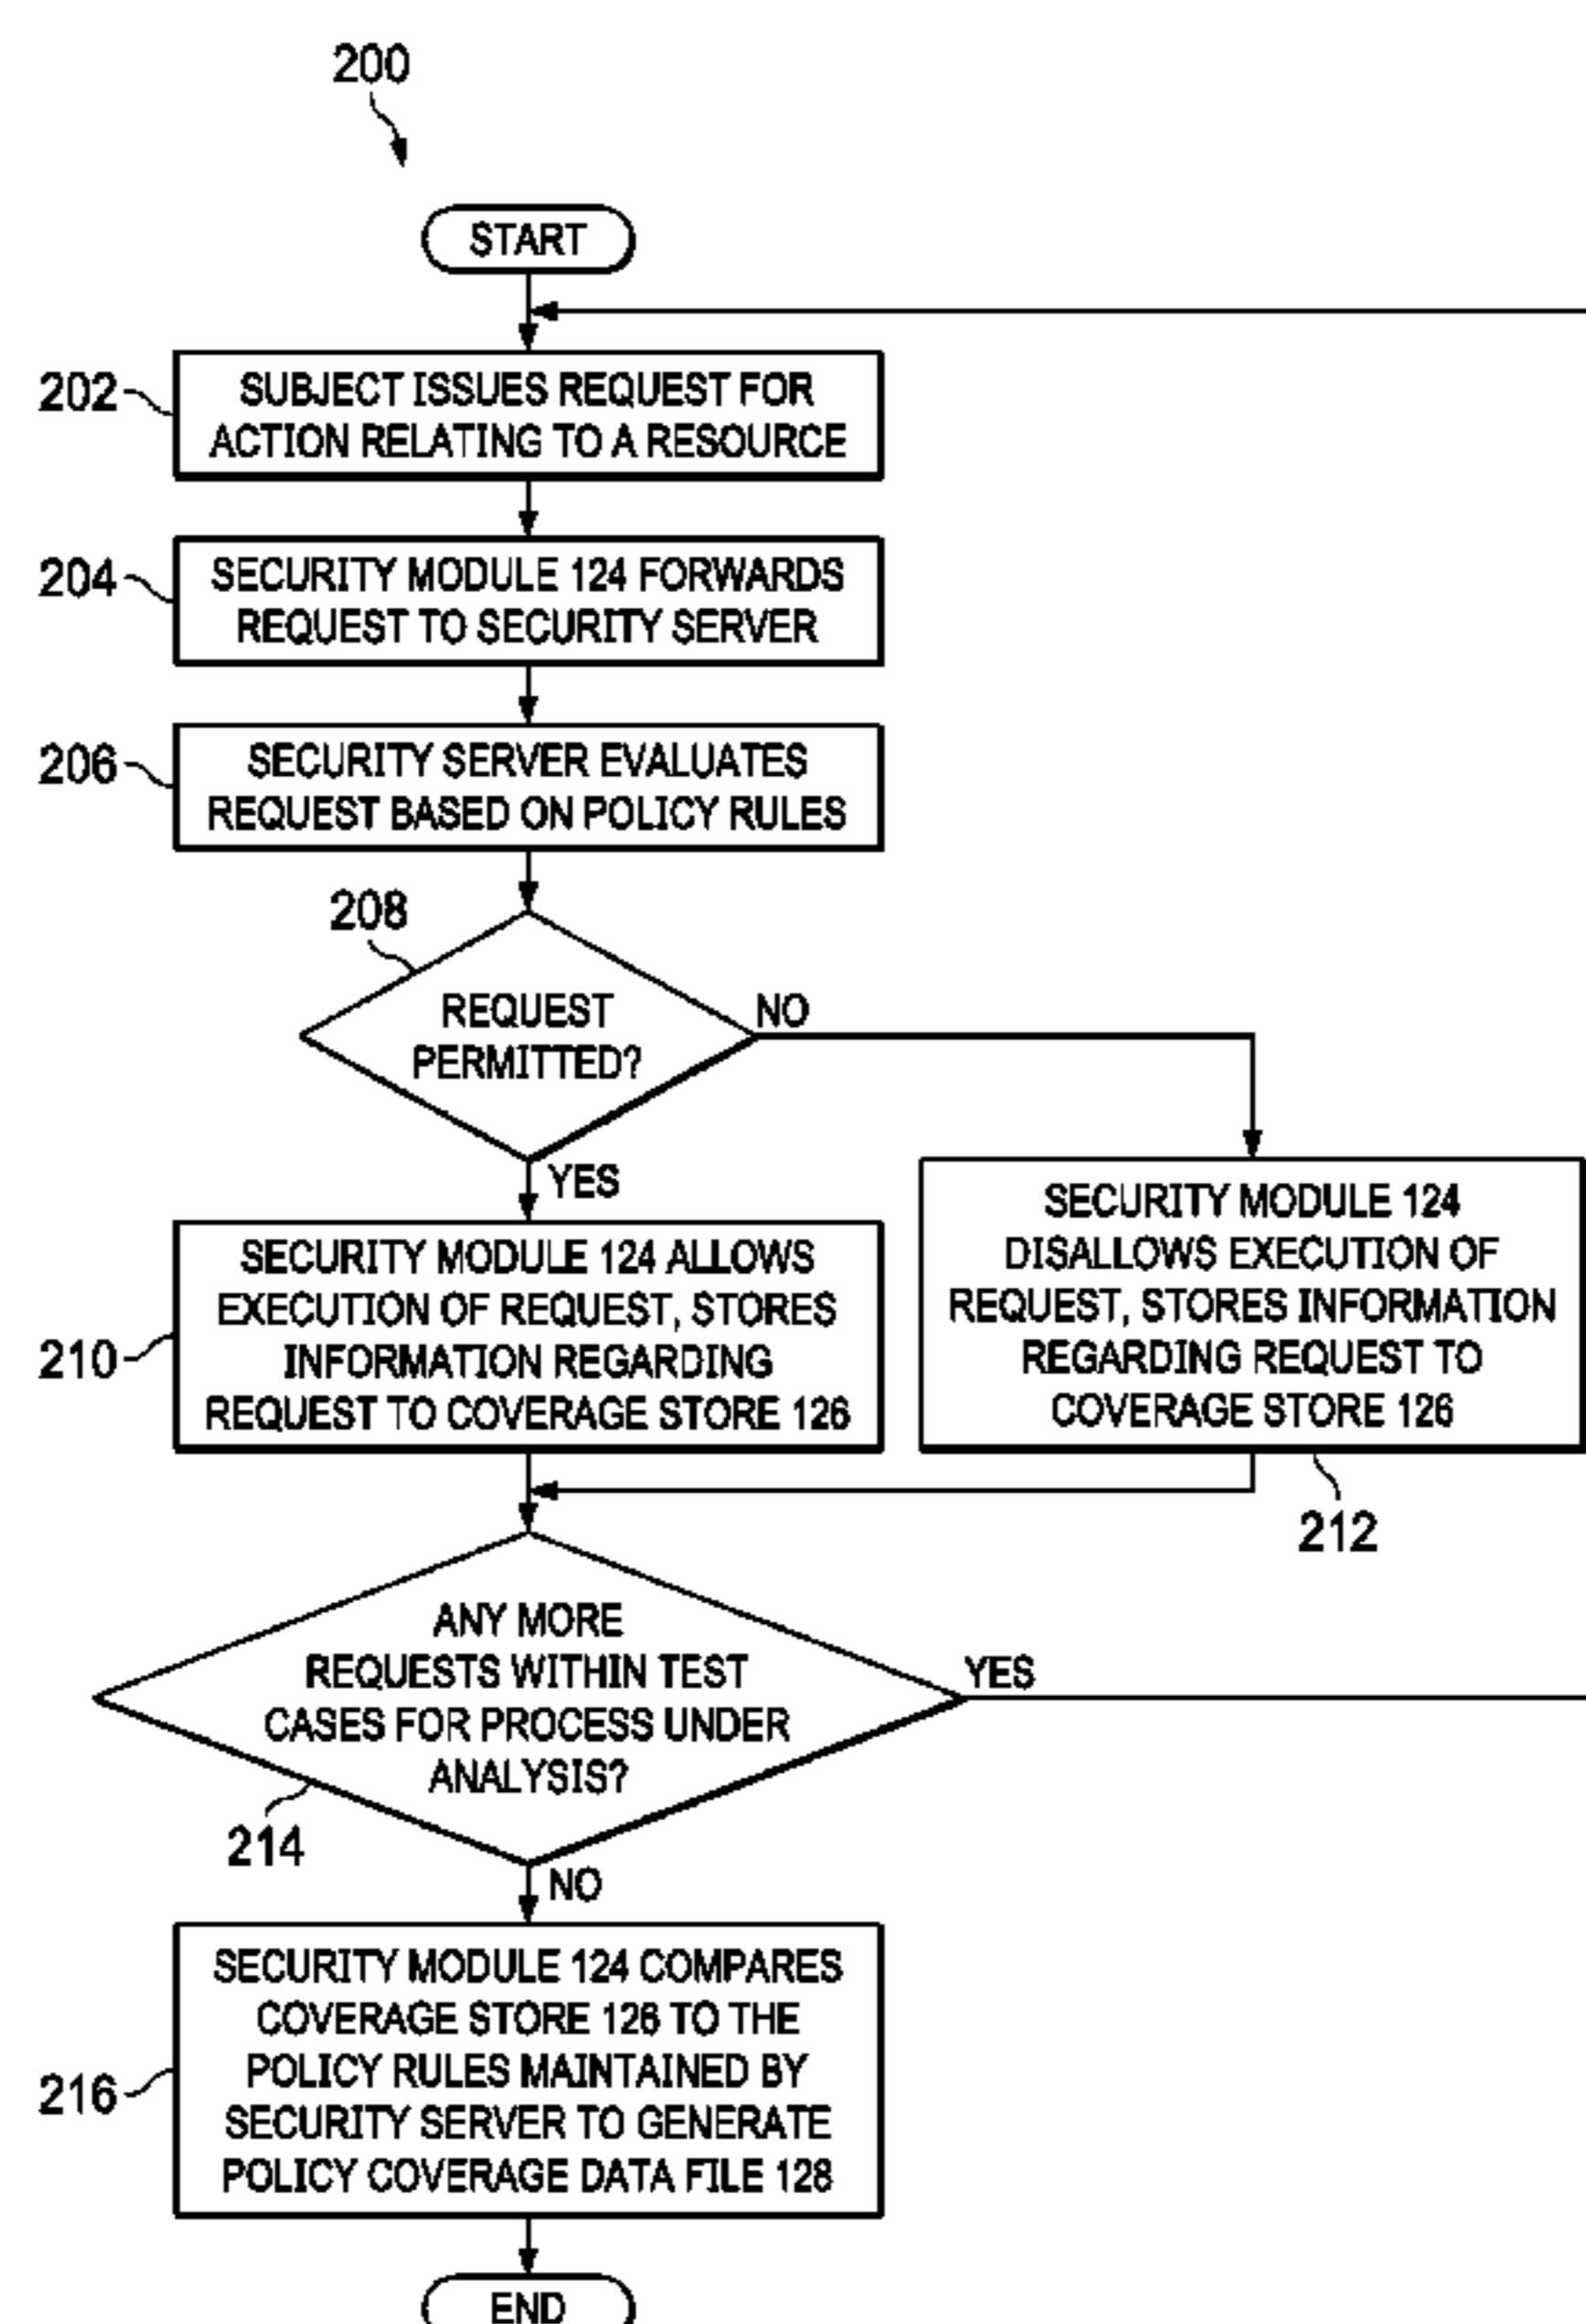 200
START
202
SUBJECT ISSUES REQUEST FOR
ACTION RELATING TO A RESOURCE
204
SECURITY MODULE 124 FORWARDS
REQUEST TO SECURITY SERVER
206
SECURITY SERVER EVALUATES
REQUEST BASED ON POLICY RULES
208
REQUEST
PERMITTED?
NO
YES
210
SECURITY MODULE 124 ALLOWS
EXECUTION OF REQUEST, STORES
INFORMATION REGARDING
REQUEST TO COVERAGE STORE 126
SECURITY MODULE 124
DISALLOWS EXECUTION OF
REQUEST, STORES INFORMATION
REGARDING REQUEST TO
COVERAGE STORE 126
212
ANY MORE
REQUESTS WITHIN TEST
CASES FOR PROCESS UNDER
ANALYSIS?
YES
214
NO
216
SECURITY MODULE 124 COMPARES
COVERAGE STORE 126 TO THE
POLICY RULES MAINTAINED BY
SECURITY SERVER TO GENERATE
POLICY COVERAGE DATA FILE 128
END